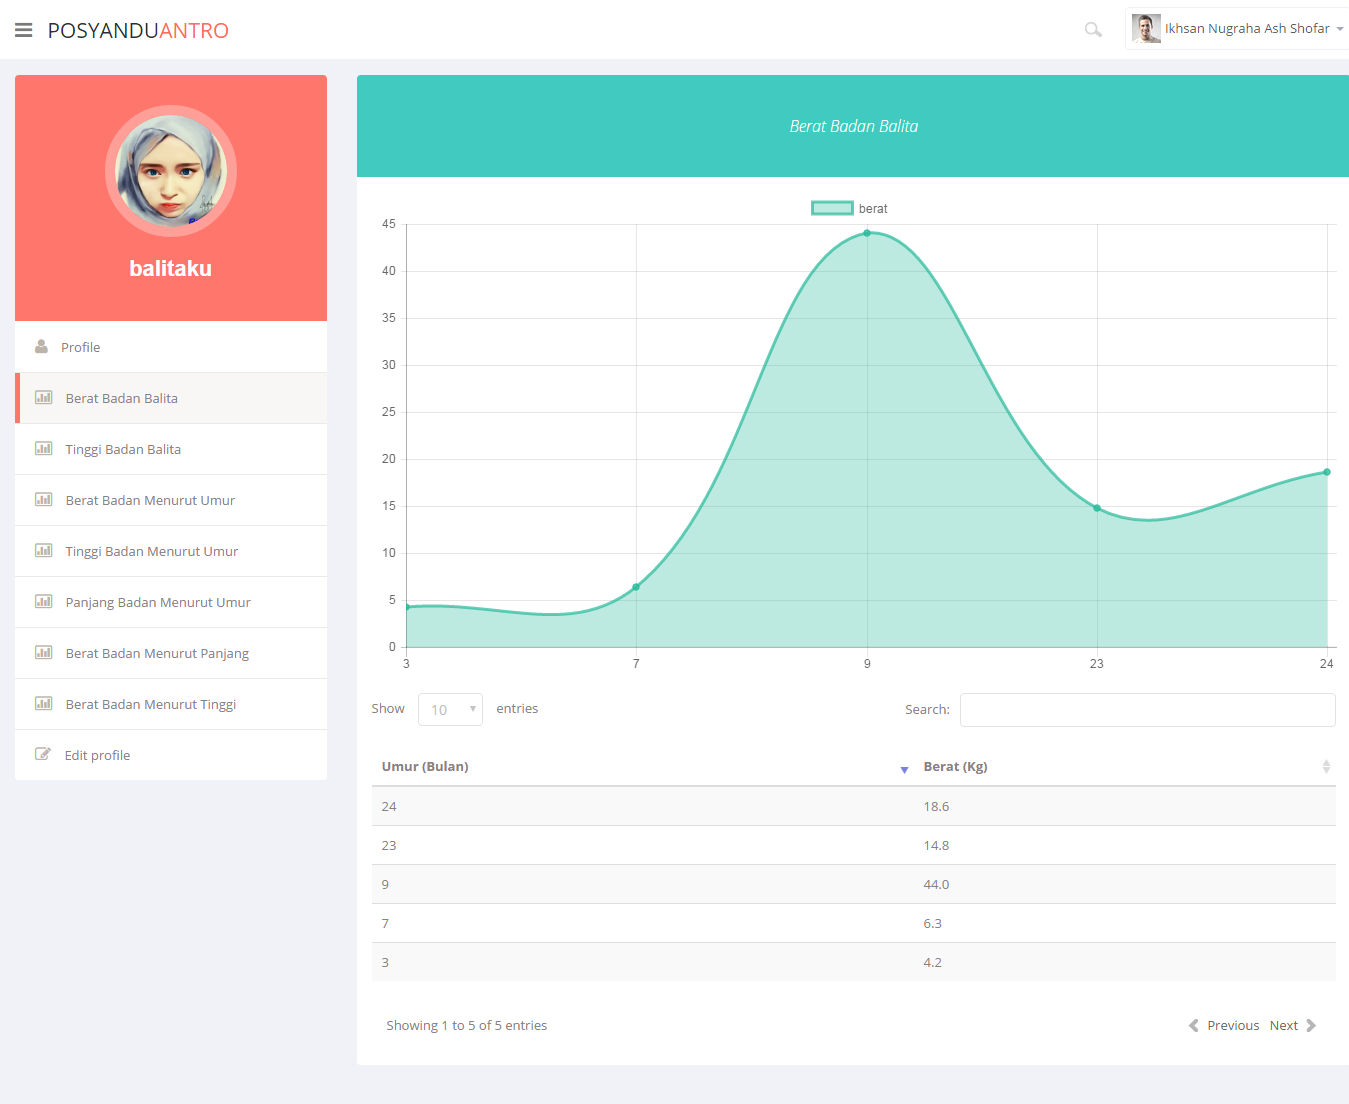 POSYANDUANTRO
Ikhsan Nugraha Ash Shofar
balitaku
Profile
Berat Badan Balita
Tinggi Badan Balita
Berat Badan Menurut Umur
Tinggi Badan Menurut Umur
Panjang Badan Menurut Umur
Berat Badan Menurut Panjang
Berat Badan Menurut Tinggi
Edit profile
Berat Badan Balita
berat
45
40
35
30
25
20
15
10
5
0
3 7 9 23 24
Show 10 entries
Search:
Umur (Bulan) Berat (Kg)
24 18.6
23 14.8
9 44.0
7 6.3
3 4.2
Showing 1 to 5 of 5 entries
Previous Next